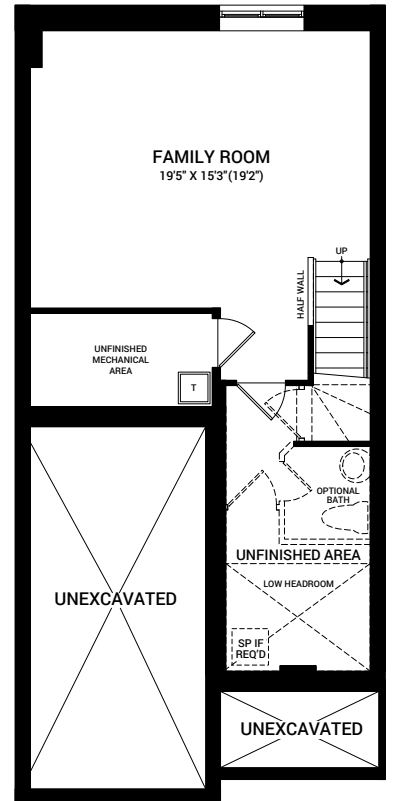 FAMILY ROOM
19'5" X 15'3"(19'2")
UP
HALF WALL
UNFINISHED
MECHANICAL
AREA
T
OPTIONAL
BATH
UNFINISHED AREA
LOW HEADROOM
UNEXCAVATED
SP IF
REQ'D
UNEXCAVATED